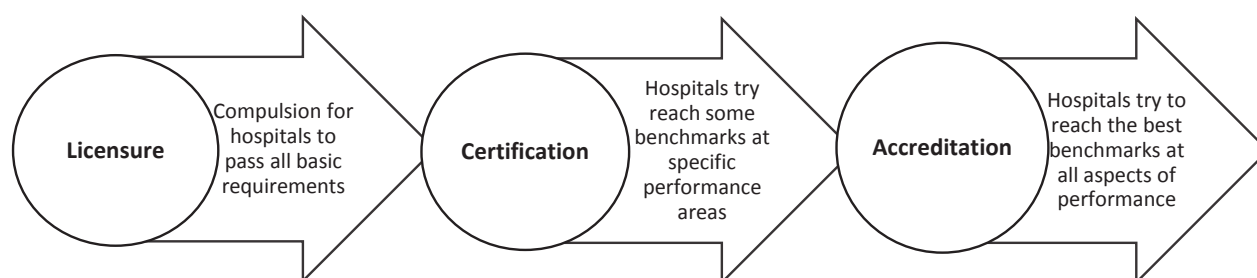 Licensure
Compulsion for
hospitals to
pass all basic
requirements
Certification
Hospitals try
reach some
benchmarks at
specific
performance
areas
Accreditation
Hospitals try to
reach the best
benchmarks at
all aspects of
performance